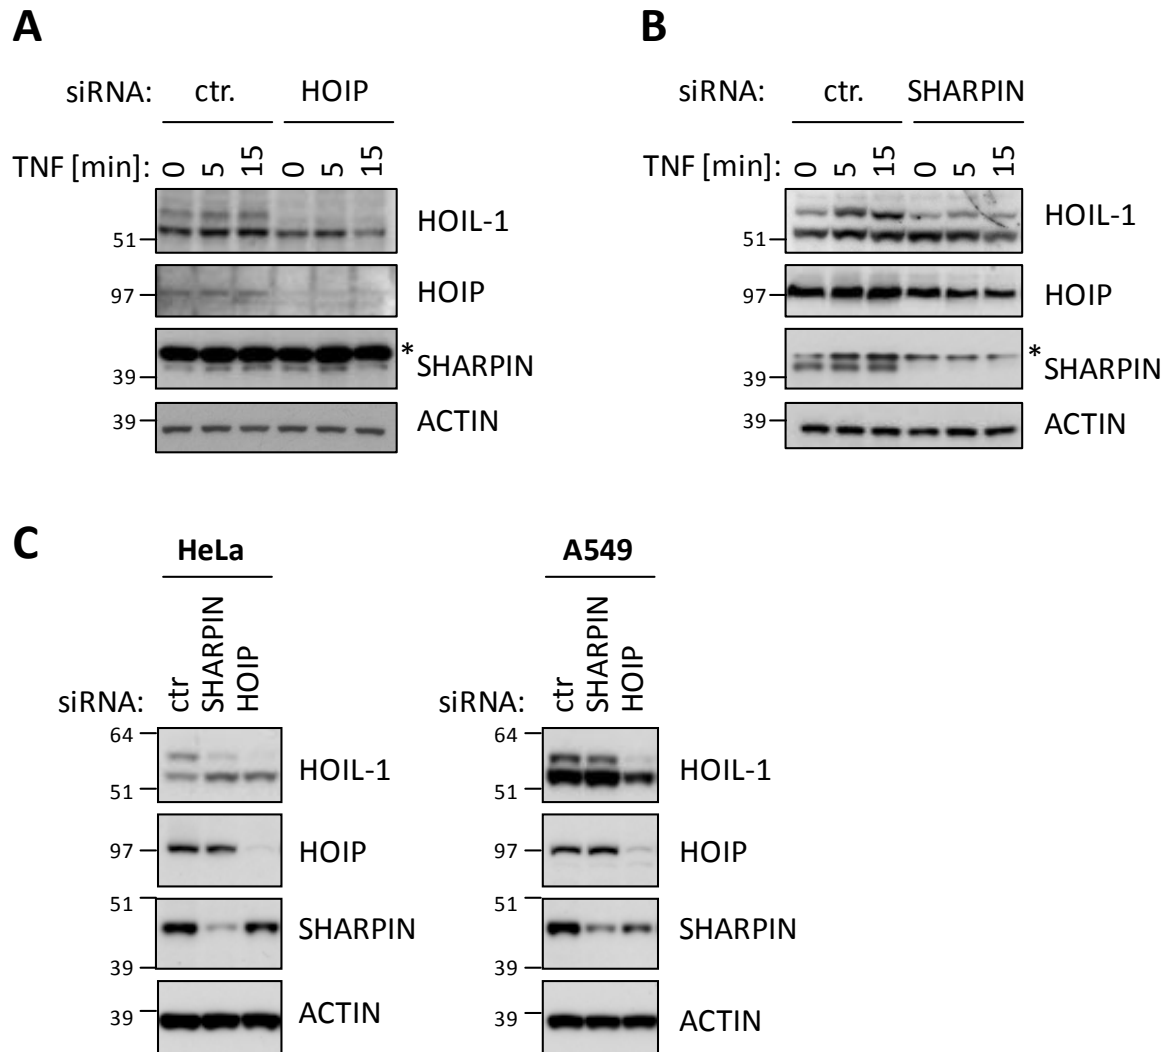 A
siRNA: ctr. HOIP
TNF [min]: 0 5 15 0 5 15
51 HOIL-1
97 HOIP
* SHARPIN
39
39 ACTIN
B
siRNA: ctr. SHARPIN
TNF [min]: 0 5 15 0 5 15
51 HOIL-1
97 HOIP
* SHARPIN
39
39 ACTIN
C
HeLa
siRNA: ctr SHARPIN HOIP
64
HOIL-1
51
97 HOIP
51
SHARPIN
39
39 ACTIN
A549
siRNA: ctr SHARPIN HOIP
64
HOIL-1
51
97 HOIP
51
SHARPIN
39
39 ACTIN